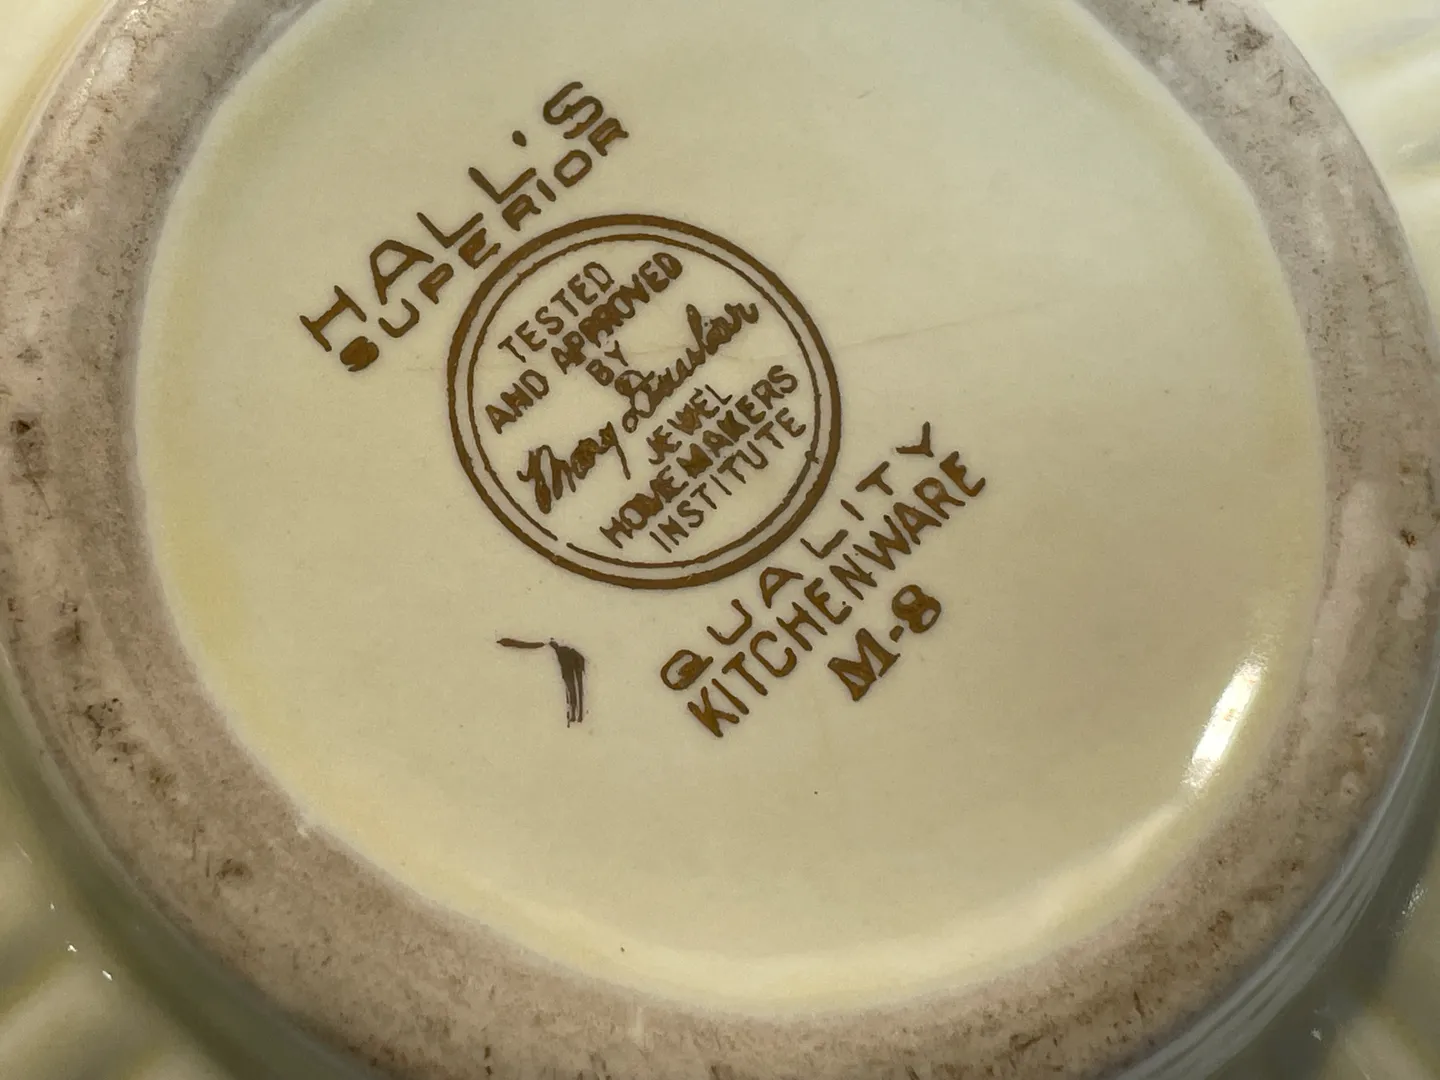 HALL'S
SUPERIOR
TESTED
AND APPROVED
BY
Mary Dunbar
JEWEL
HOMEMAKERS
INSTITUTE
QUALITY
KITCHENWARE
M-8